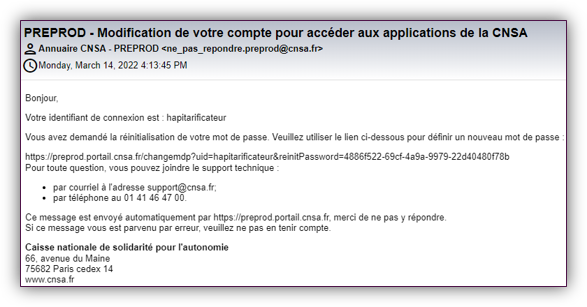 PREPROD - Modification de votre compte pour accéder aux applications de la CNSA
Annuaire CNSA - PREPROD <ne_pas_repondre.preprod@cnsa.fr>
Monday, March 14, 2022 4:13:45 PM
Bonjour,
Votre identifiant de connexion est : hapitarificateur
Vous avez demandé la réinitialisation de votre mot de passe. Veuillez utiliser le lien ci-dessous pour définir un nouveau mot de passe :
https://preprod.portail.cnsa.fr/changemdp?uid=hapitarificateur&reinitPassword=4886f522-69cf-4a9a-9979-22d40480f78b
Pour toute question, vous pouvez joindre le support technique :
• par courriel à l'adresse support@cnsa.fr;
• par téléphone au 01 41 46 47 00.
Ce message est envoyé automatiquement par https://preprod.portail.cnsa.fr, merci de ne pas y répondre.
Si ce message vous est parvenu par erreur, veuillez ne pas en tenir compte.
Caisse nationale de solidarité pour l'autonomie
66, avenue du Maine
75682 Paris cedex 14
www.cnsa.fr